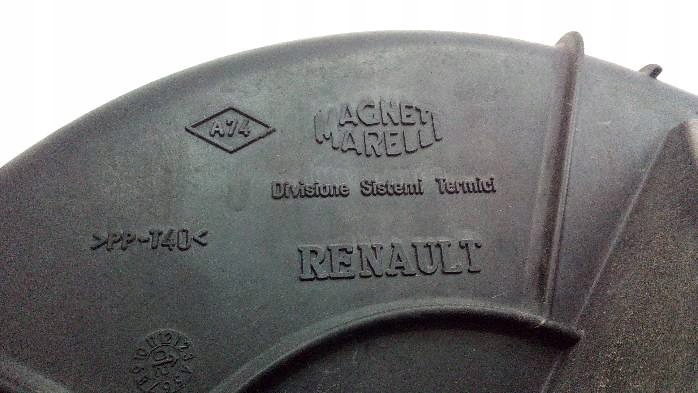 A74
MAGNETI
MARELLI
Divisione Sistemi Termici
>PP-T40<
RENAULT